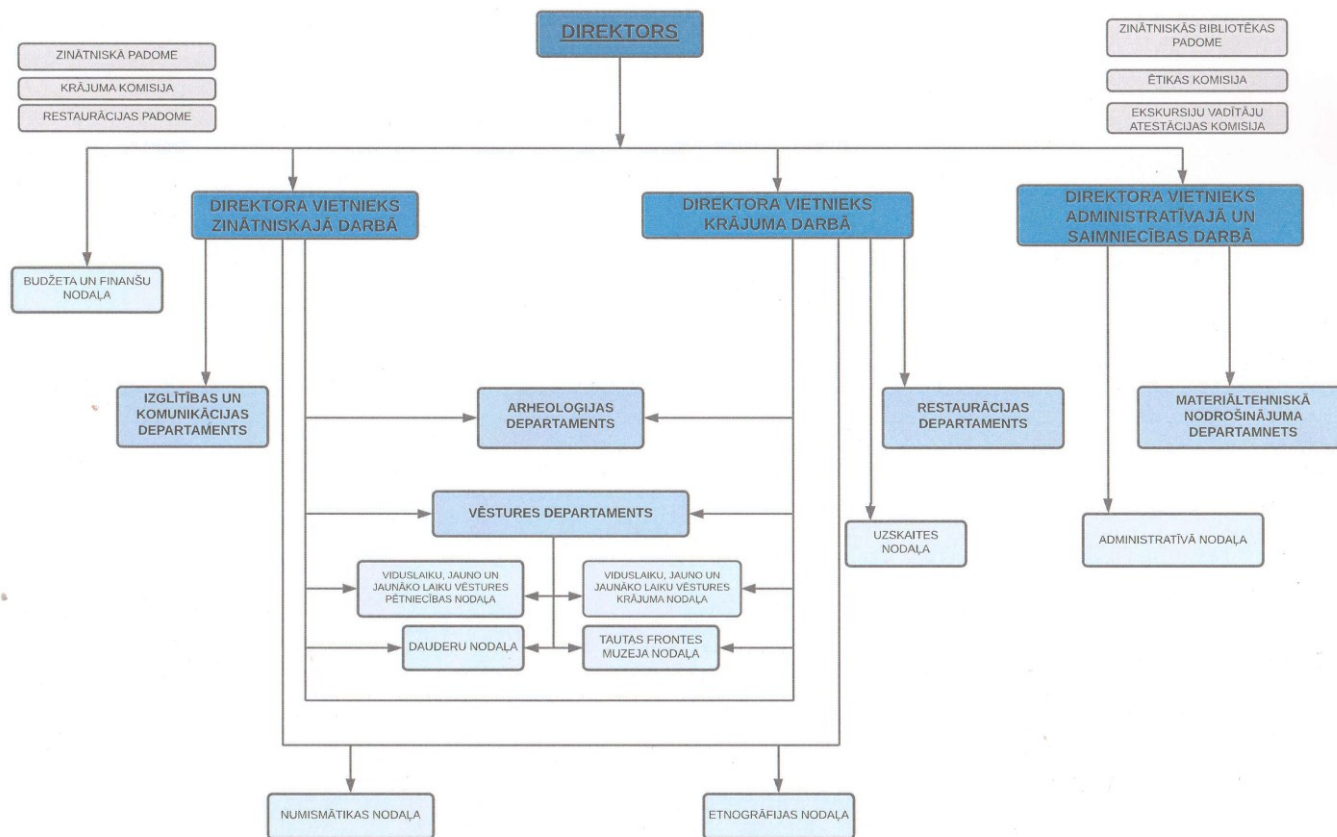 DIREKTORS
ZINĀTNISKĀ PADOME
KRĀJUMA KOMISIJA
RESTAURĀCIJAS PADOME
ZINĀTNISKĀS BIBLIOTĒKAS
PADOME
ĒTIKAS KOMISIJA
EKSKURSIJU VADĪTĀJU
ATESTĀCIJAS KOMISIJA
DIREKTORA VIETNIEKS
ZINĀTNISKAJĀ DARBĀ
DIREKTORA VIETNIEKS
KRĀJUMA DARBĀ
DIREKTORA VIETNIEKS
ADMINISTRATĪVAJĀ UN
SAIMNIECĪBAS DARBĀ
BUDŽETA UN FINANŠU
NODAĻA
IZGLĪTĪBAS UN
KOMUNIKĀCIJAS
DEPARTAMENTS
ARHEOLOĢIJAS
DEPARTAMENTS
RESTAURĀCIJAS
DEPARTAMENTS
MATERIĀLTEHNISKĀ
NODROŠINĀJUMA
DEPARTAMNETS
VĒSTURES DEPARTAMENTS
UZSKAITES
NODAĻA
ADMINISTRATĪVĀ NODAĻA
VIDUSLAIKU, JAUNO UN
JAUNĀKO LAIKU VĒSTURES
PĒTNIECĪBAS NODAĻA
VIDUSLAIKU, JAUNO UN
JAUNĀKO LAIKU VĒSTURES
KRĀJUMA NODAĻA
DAUDERU NODAĻA
TAUTAS FRONTES
MUZEJA NODAĻA
NUMISMĀTIKAS NODAĻA
ETNOGRĀFIJAS NODAĻA